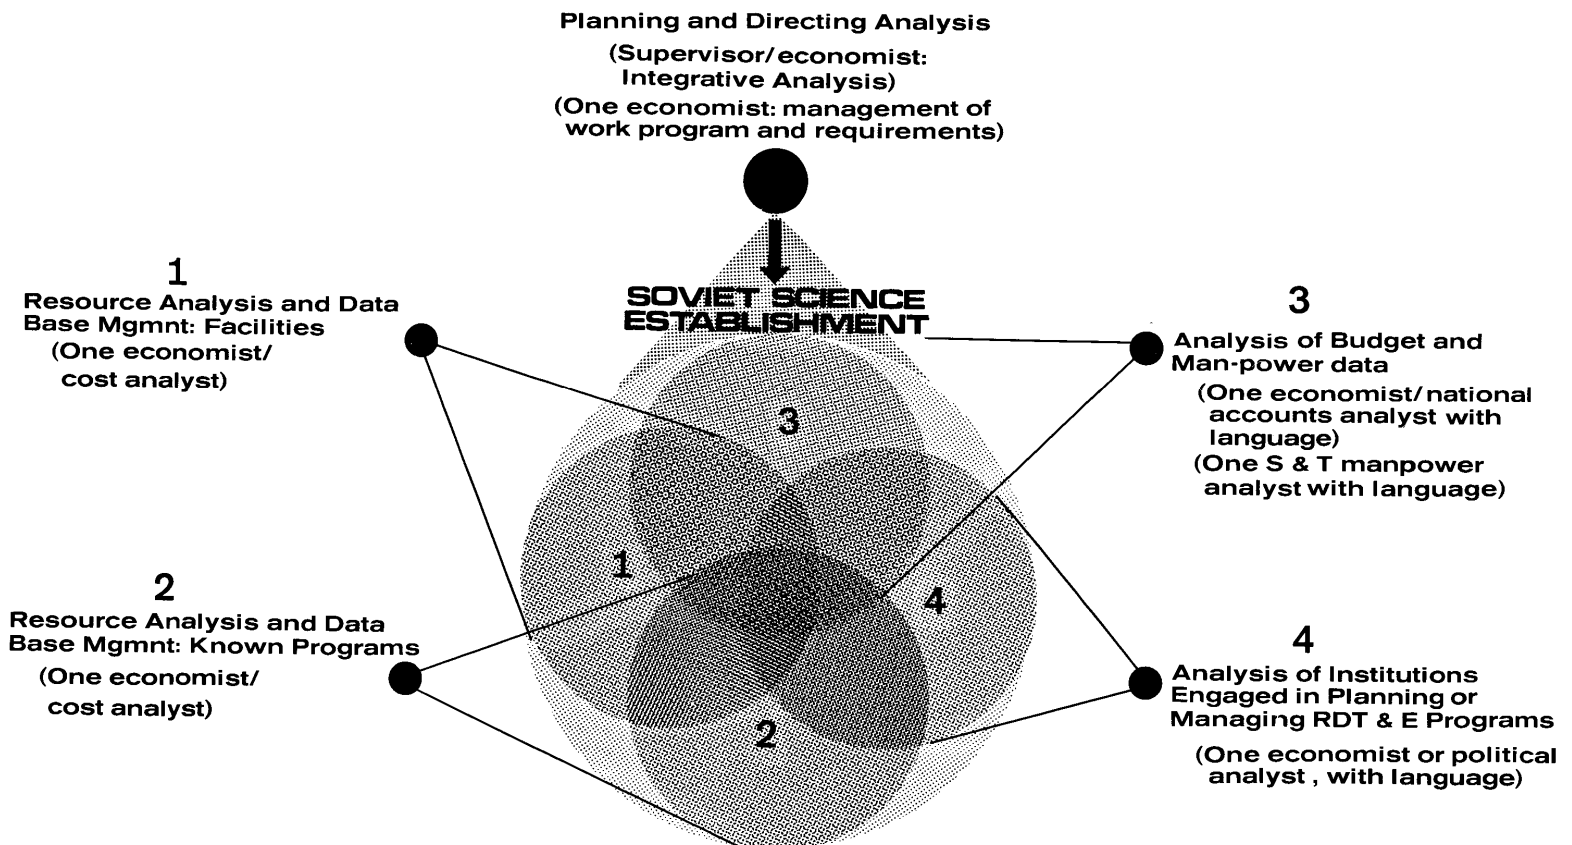 Planning and Directing Analysis
(Supervisor/economist:
Integrative Analysis)
(One economist: management of
work program and requirements)
SOVIET SCIENCE
ESTABLISHMENT
1
Resource Analysis and Data
Base Mgmnt: Facilities
(One economist/
cost analyst)
2
Resource Analysis and Data
Base Mgmnt: Known Programs
(One economist/
cost analyst)
3
1
4
2
3
Analysis of Budget and
Man-power data
(One economist/national
accounts analyst with
language)
(One S & T manpower
analyst with language)
4
Analysis of Institutions
Engaged in Planning or
Managing RDT & E Programs
(One economist or political
analyst , with language)